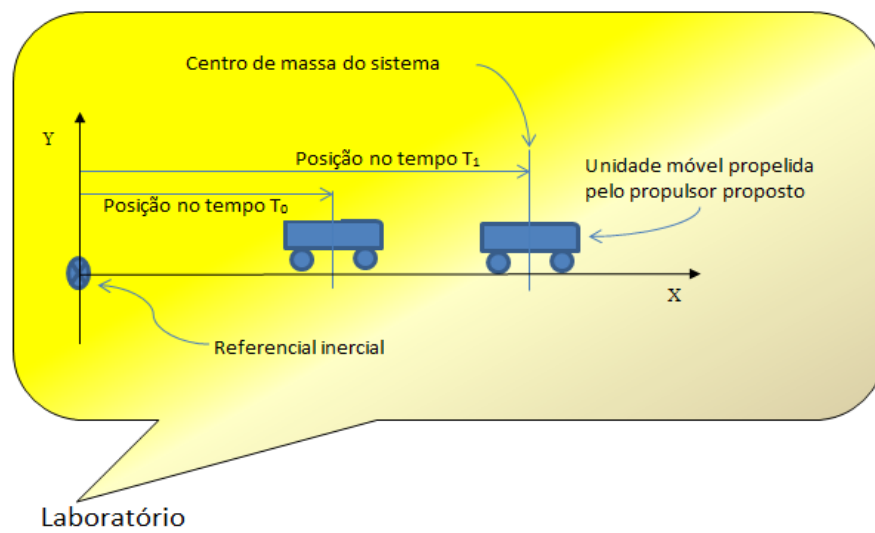 Centro de massa do sistema
Y
Posição no tempo T₁
Unidade móvel propelida
pelo propulsor proposto
Posição no tempo T₀
X
Referencial inercial
Laboratório